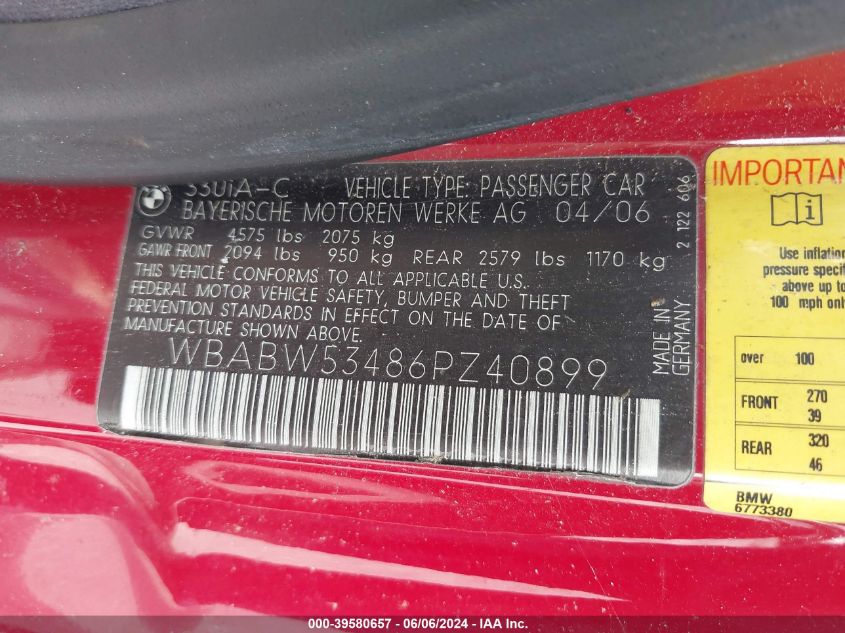 330iA-C VEHICLE TYPE: PASSENGER CAR
BAYERISCHE MOTOREN WERKE AG 04/06
GVWR 4575 lbs 2075 kg
GAWR FRONT 2094 lbs 950 kg REAR 2579 lbs 1170 kg
THIS VEHICLE CONFORMS TO ALL APPLICABLE U.S.
FEDERAL MOTOR VEHICLE SAFETY, BUMPER AND THEFT
PREVENTION STANDARDS IN EFFECT ON THE DATE OF
MANUFACTURE SHOWN ABOVE.
WBABW53486PZ40899
MADE IN
GERMANY
2 122 606
IMPORTAN
i
Use inflation
pressure specif
above up to
100 mph only
over 100
FRONT 270
39
REAR 320
46
BMW
6773380
000-39580657 - 06/06/2024 - IAA Inc.